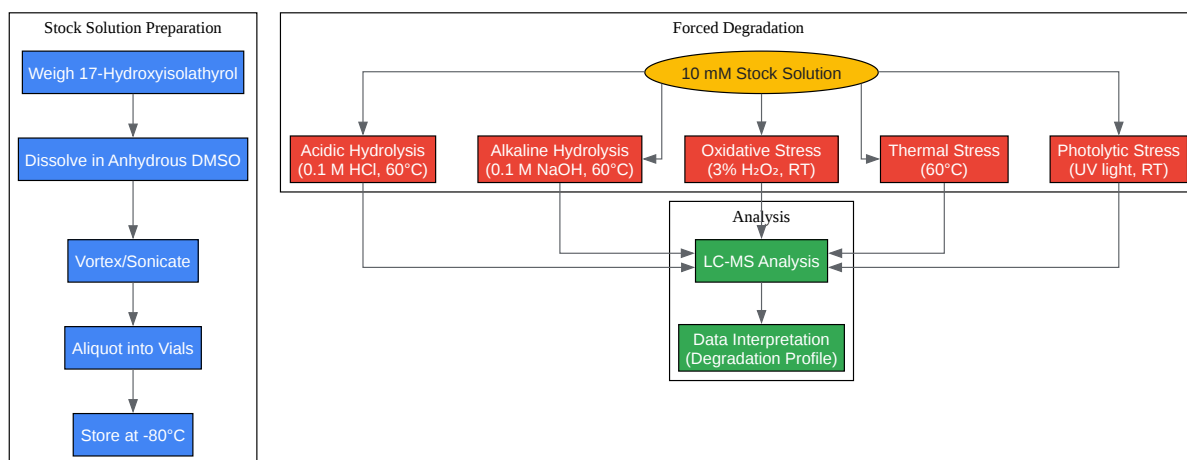 Stock Solution Preparation
Weigh 17-Hydroxyisolathyrol
Dissolve in Anhydrous DMSO
Vortex/Sonicate
Aliquot into Vials
Store at -80°C
Forced Degradation
10 mM Stock Solution
Acidic Hydrolysis
(0.1 M HCl, 60°C)
Alkaline Hydrolysis
(0.1 M NaOH, 60°C)
Oxidative Stress
(3% H₂O₂, RT)
Thermal Stress
(60°C)
Photolytic Stress
(UV light, RT)
Analysis
LC-MS Analysis
Data Interpretation
(Degradation Profile)